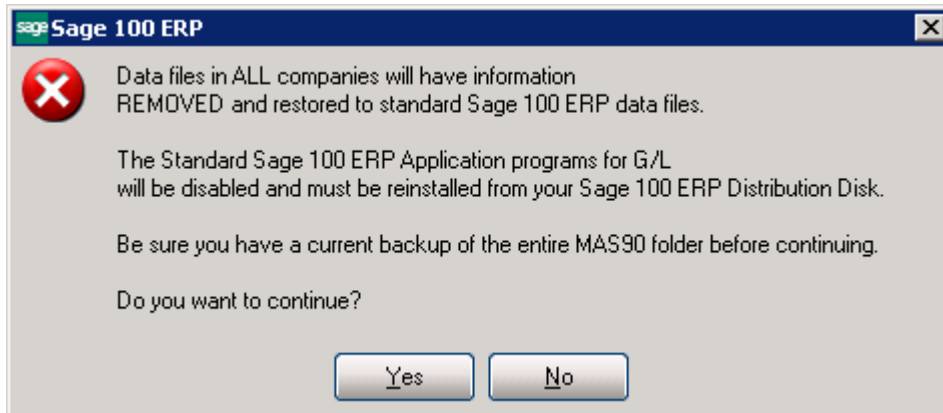 sage Sage 100 ERP
Data files in ALL companies will have information
REMOVED and restored to standard Sage 100 ERP data files.
The Standard Sage 100 ERP Application programs for G/L
will be disabled and must be reinstalled from your Sage 100 ERP Distribution Disk.
Be sure you have a current backup of the entire MAS90 folder before continuing.
Do you want to continue?
Yes No